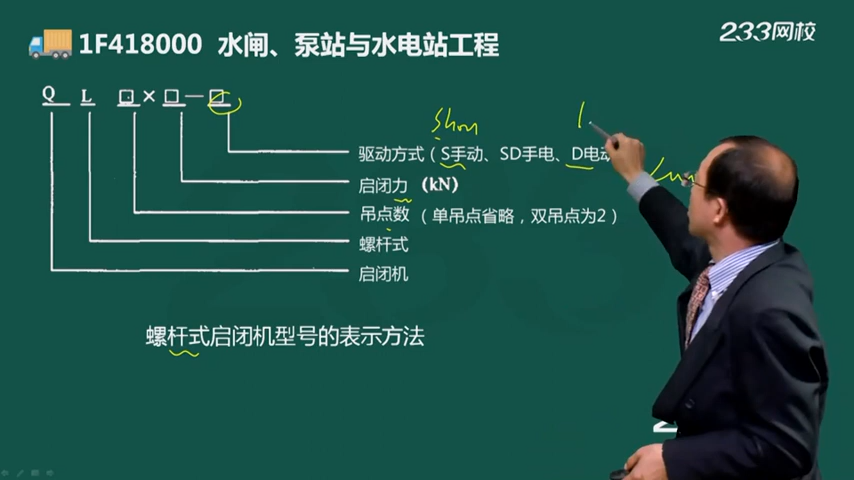 1F418000 水闸、泵站与水电站工程
233网校
Q L □×□—□
Shou
驱动方式（S手动、SD手电、D电动
启闭力（kN）
吊点数（单吊点省略，双吊点为2）
螺杆式
启闭机
螺杆式启闭机型号的表示方法